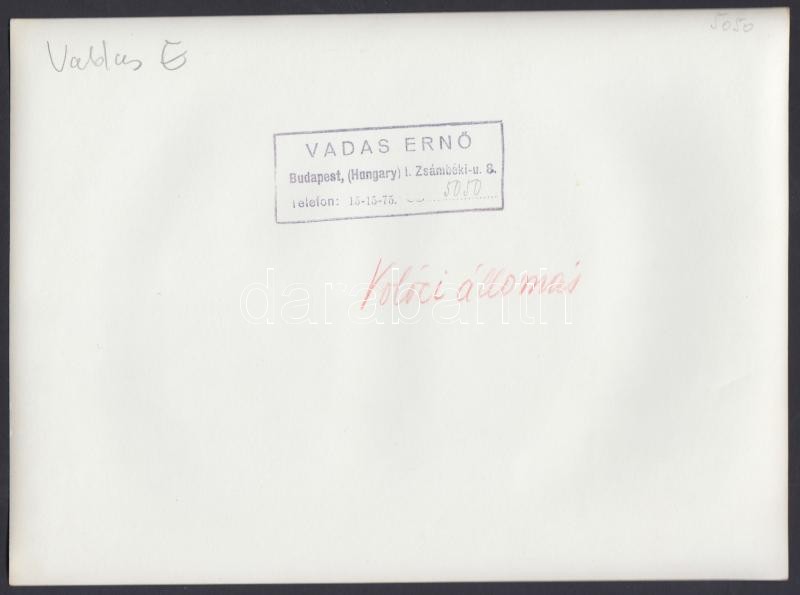 5050
Vadas E
VADAS ERNŐ
Budapest, (Hungary) I. Zsámbéki-u. 8.
Telefon: 15-15-75. 5050
Volóci állomás
darabanth